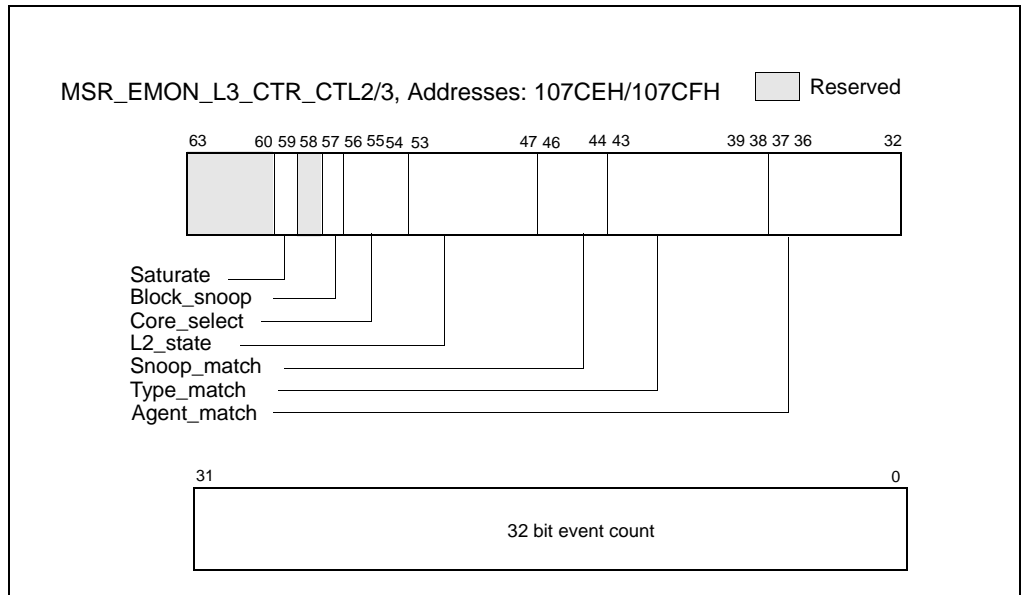 MSR_EMON_L3_CTR_CTL2/3, Addresses: 107CEH/107CFH Reserved
63 60 59 58 57 56 55 54 53 47 46 44 43 39 38 37 36 32
Saturate
Block_snoop
Core_select
L2_state
Snoop_match
Type_match
Agent_match
31 0
32 bit event count